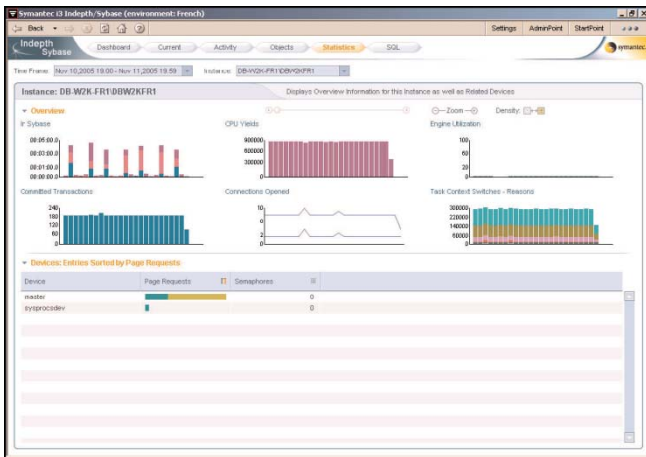 Symantec i3 Indepth/Sybase (environment: French)
Back Settings AdminPoint StartPoint
Indepth Sybase Dashboard Current Activity Objects Statistics SQL symantec.
Time Frame: Nov 10,2005 19:00 - Nov 11,2005 19:59 Instance: DB-W2K-FR1\DBW2KFR1
Instance: DB-W2K-FR1\DBW2KFR1 Displays Overview Information for this Instance as well as Related Devices
Overview Zoom Density:
Ir Sybase CPU Yields Engine Utilization
00:05:00.0 900000 100
00:03:00.0 600000 60
00:01:00.0 300000 20
00:00:00.0 0 0
Committed Transactions Connections Opened Task Context Switches - Reasons
240 10 300000
180 6 220000
120 2 140000
60 0 60000
0 0
Devices: Entries Sorted by Page Requests
Device Page Requests Semaphores
master 0
sysprocsdev 0